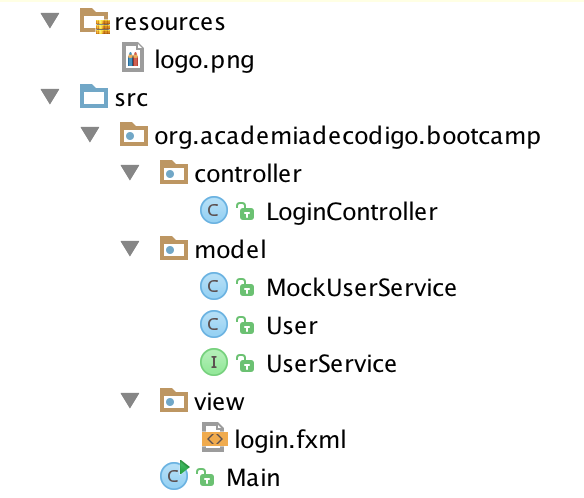 resources
logo.png
src
org.academiadecodigo.bootcamp
controller
LoginController
model
MockUserService
User
UserService
view
login.fxml
Main